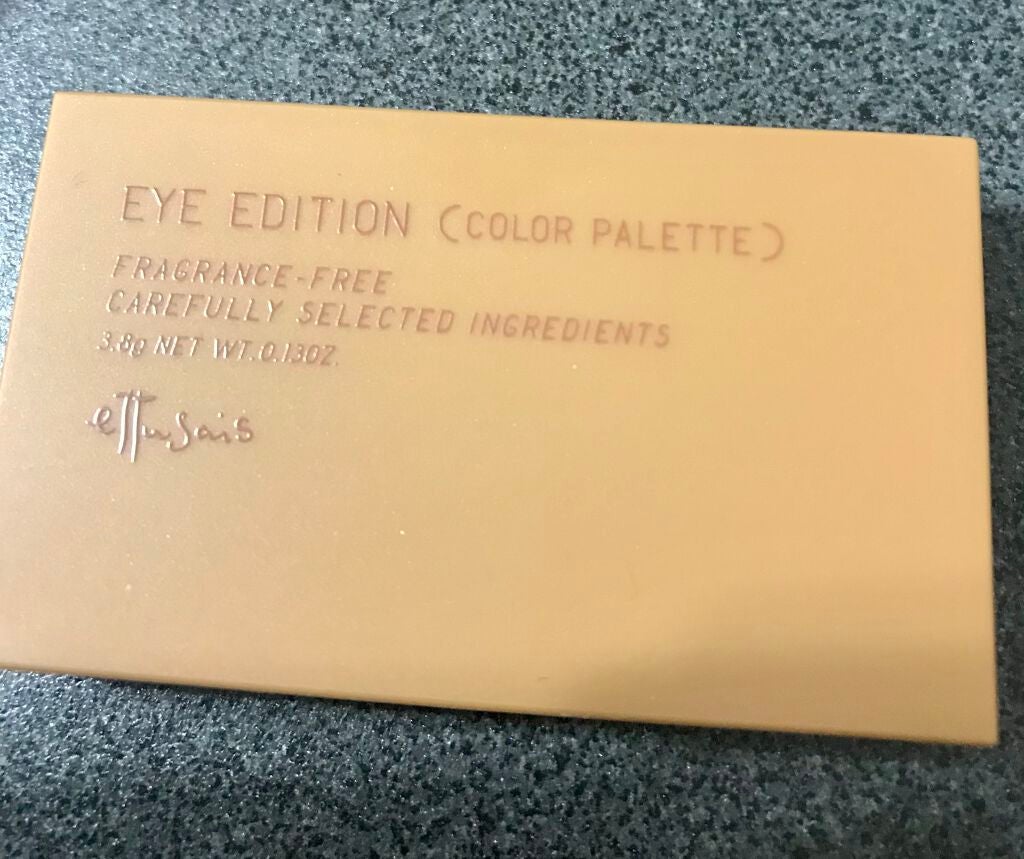 EYE EDITION (COLOR PALETTE)
FRAGRANCE-FREE
CAREFULLY SELECTED INGREDIENTS
3.8g NET WT. 0.13OZ.
ettusais